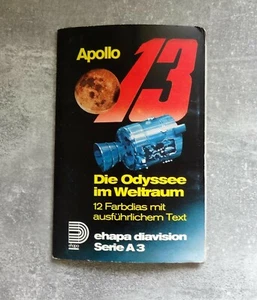 Apollo
13
Die Odyssee
im Weltraum
12 Farbdias mit
ausführlichem Text
ehapa diavision
Serie A 3